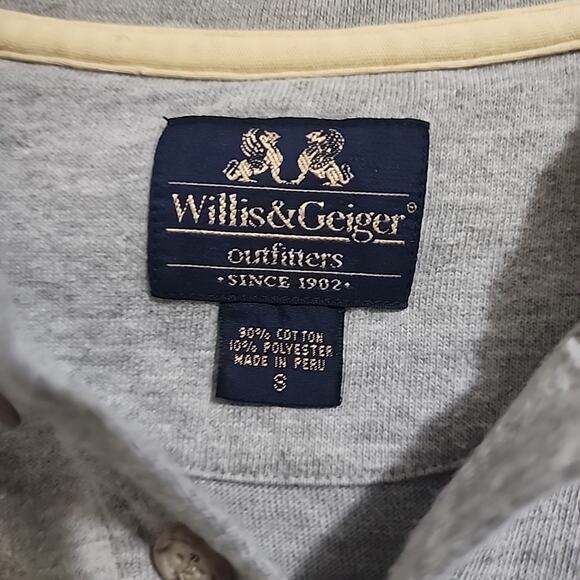 Willis&Geiger®
outfitters
·SINCE 1902·
90% COTTON
10% POLYESTER
MADE IN PERU
S